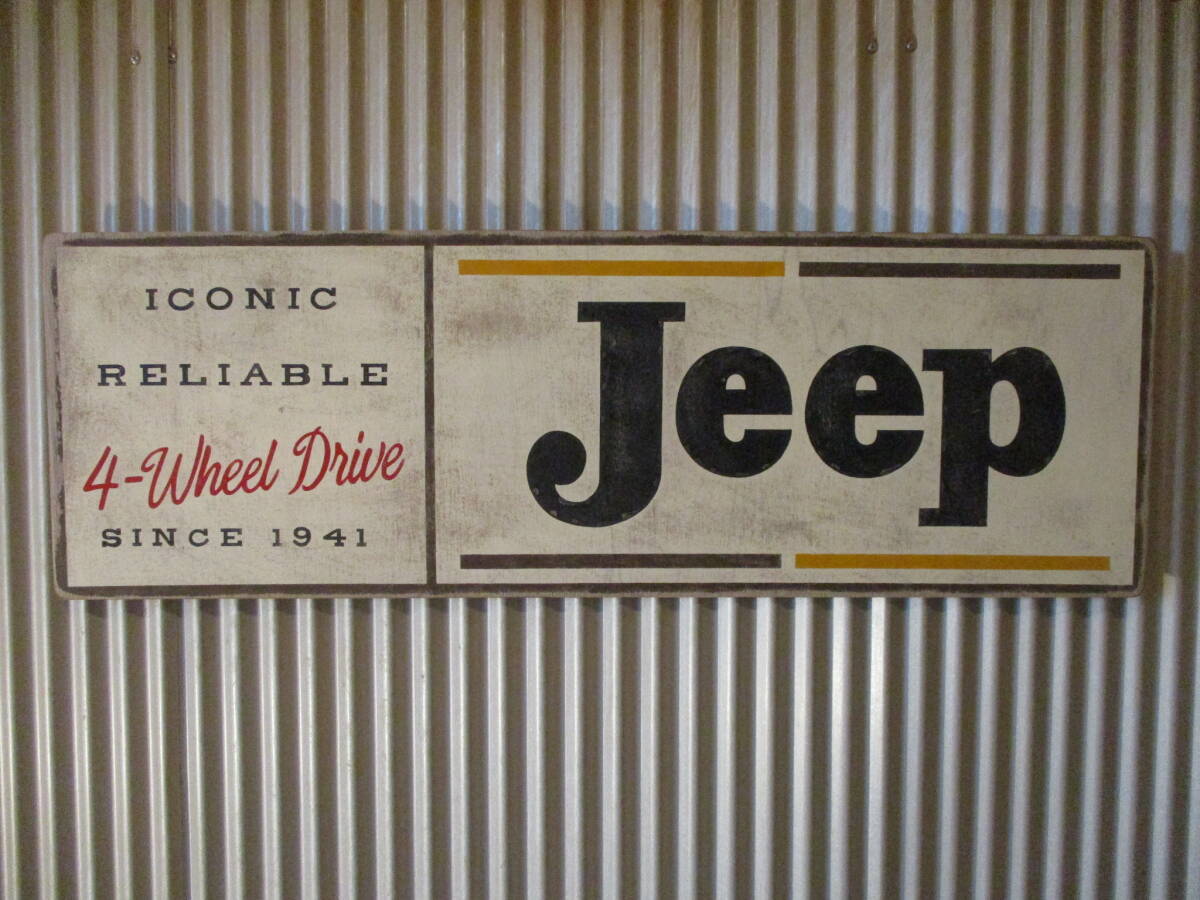 ICONIC
RELIABLE
4-Wheel Drive
SINCE 1941
Jeep